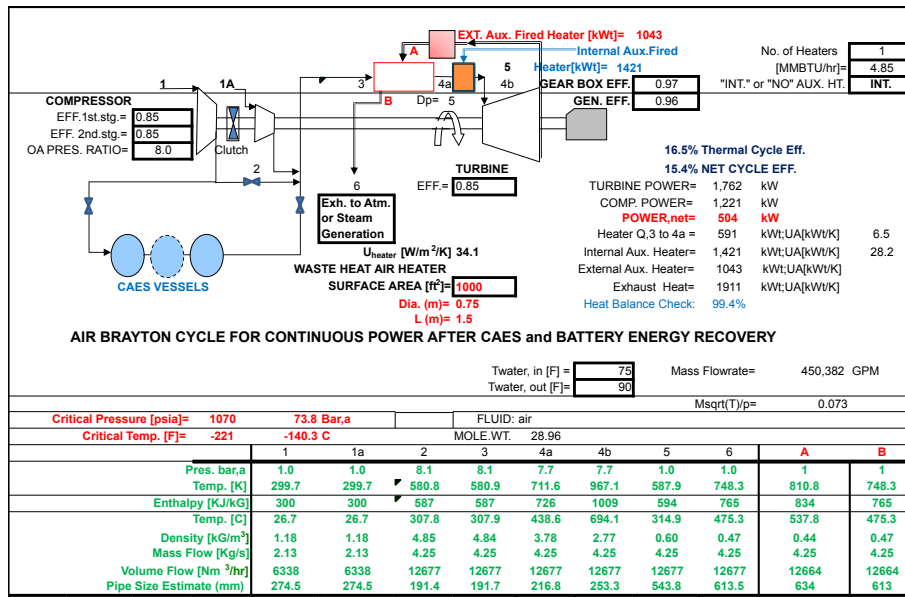 EXT. Aux. Fired Heater [kWt]= 1043
A
Internal Aux.Fired
Heater[kWt]= 1421
No. of Heaters 1
[MMBTU/hr]= 4.85
"INT." or "NO" AUX. HT. INT.
1 1A 3 4a 5 4b
B
Dp= 5
GEAR BOX EFF. 0.97
GEN. EFF. 0.96
COMPRESSOR
EFF.1st.stg.= 0.85
EFF. 2nd.stg.= 0.85
OA PRES. RATIO= 8.0
Clutch
2
6
Exh. to Atm.
or Steam
Generation
TURBINE
EFF.= 0.85
16.5% Thermal Cycle Eff.
15.4% NET CYCLE EFF.
TURBINE POWER= 1,762 kW
COMP. POWER= 1,221 kW
POWER,net= 504 kW
Heater Q,3 to 4a = 591 kWt;UA[kWt/K] 6.5
Internal Aux. Heater= 1,421 kWt;UA[kWt/K] 28.2
External Aux. Heater= 1043 kWt;UA[kWt/K]
Exhaust Heat= 1911 kWt;UA[kWt/K]
Heat Balance Check: 99.4%
Uheater [W/m²/K] 34.1
WASTE HEAT AIR HEATER
SURFACE AREA [ft²]= 1000
Dia. (m)= 0.75
L (m)= 1.5
CAES VESSELS
AIR BRAYTON CYCLE FOR CONTINUOUS POWER AFTER CAES and BATTERY ENERGY RECOVERY
Twater, in [F] = 75 Mass Flowrate= 450,382 GPM
Twater, out [F]= 90
Msqrt(T)/p= 0.073
Critical Pressure [psia]= 1070 73.8 Bar,a FLUID: air
Critical Temp. [F]= -221 -140.3 C MOLE.WT. 28.96
1 1a 2 3 4a 4b 5 6 A B
Pres. bar,a 1.0 1.0 8.1 8.1 7.7 7.7 1.0 1.0 1 1
Temp. [K] 299.7 299.7 580.8 580.9 711.6 967.1 587.9 748.3 810.8 748.3
Enthalpy [KJ/kG] 300 300 587 587 726 1009 594 765 834 765
Temp. [C] 26.7 26.7 307.8 307.9 438.6 694.1 314.9 475.3 537.8 475.3
Density [kG/m³] 1.18 1.18 4.85 4.84 3.78 2.77 0.60 0.47 0.44 0.47
Mass Flow [Kg/s] 2.13 2.13 4.25 4.25 4.25 4.25 4.25 4.25 4.25 4.25
Volume Flow [Nm ³/hr] 6338 6338 12677 12677 12677 12677 12677 12677 12664 12664
Pipe Size Estimate (mm) 274.5 274.5 191.4 191.7 216.8 253.3 543.8 613.5 634 613